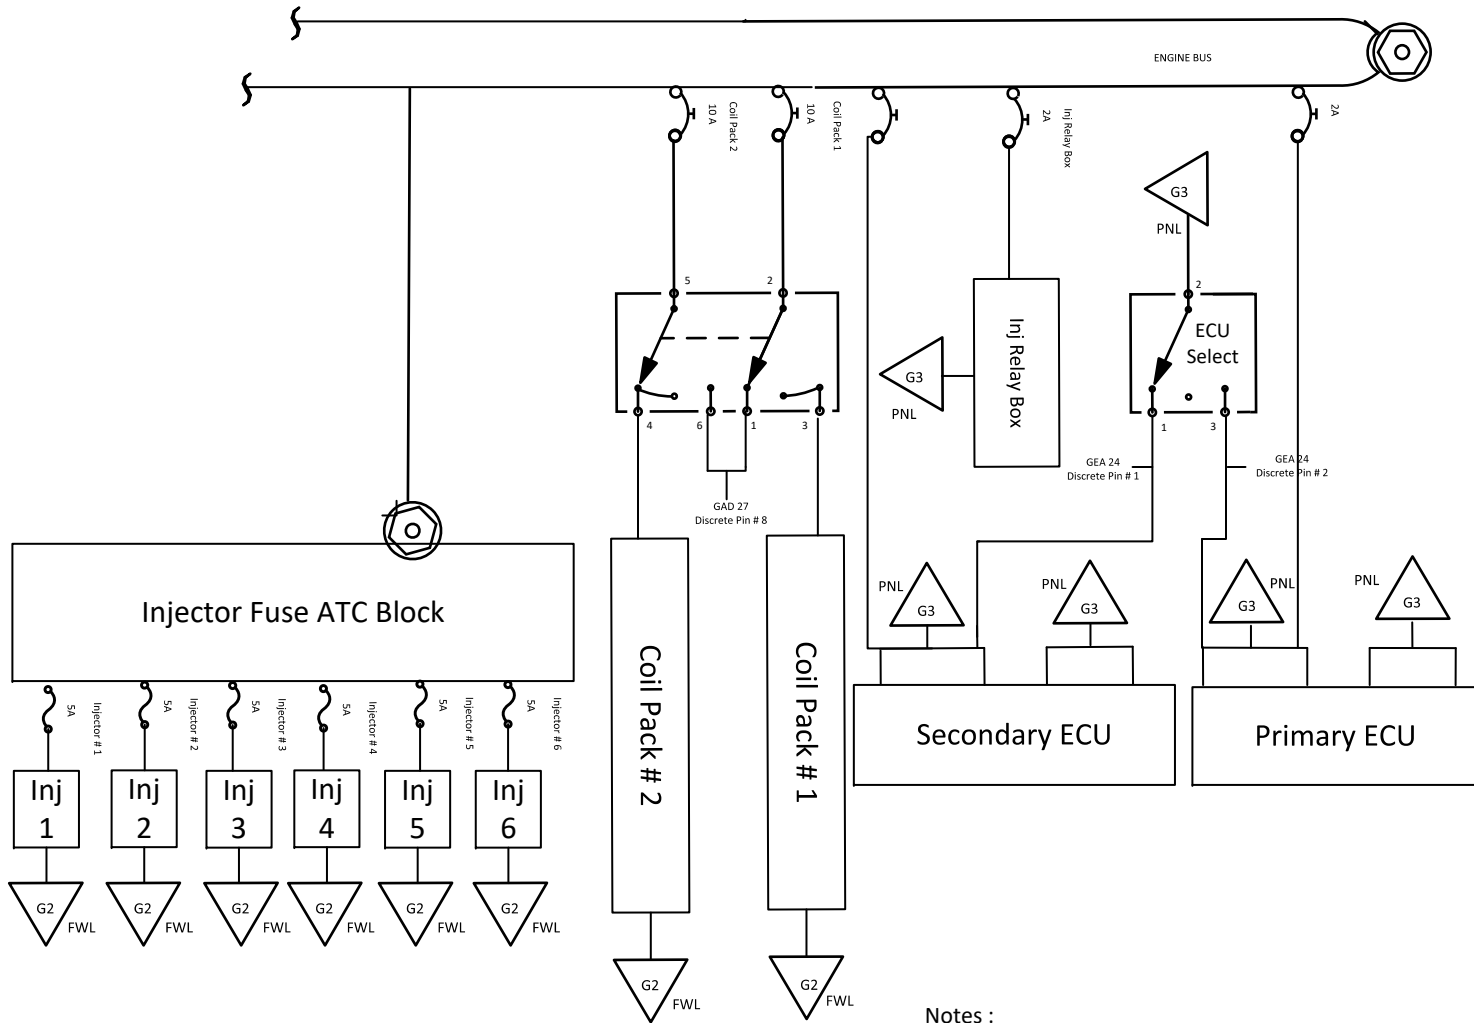 ENGINE BUS
10 A
Coil Pack 2
10 A
Coil Pack 1
2A
Inj Relay Box
2A
G3
PNL
5
2
2
ECU
Select
Inj Relay Box
G3
PNL
4
6
1
3
1
3
GEA 24
Discrete Pin # 1
GEA 24
Discrete Pin # 2
GAD 27
Discrete Pin # 8
PNL
G3
PNL
G3
PNL
G3
PNL
G3
Injector Fuse ATC Block
Coil Pack # 2
Coil Pack # 1
Secondary ECU
Primary ECU
5A
Injector # 1
5A
Injector # 2
5A
Injector # 3
5A
Injector # 4
5A
Injector # 5
5A
Injector # 6
Inj
1
Inj
2
Inj
3
Inj
4
Inj
5
Inj
6
G2
FWL
G2
FWL
G2
FWL
G2
FWL
G2
FWL
G2
FWL
G2
FWL
G2
FWL
Notes :